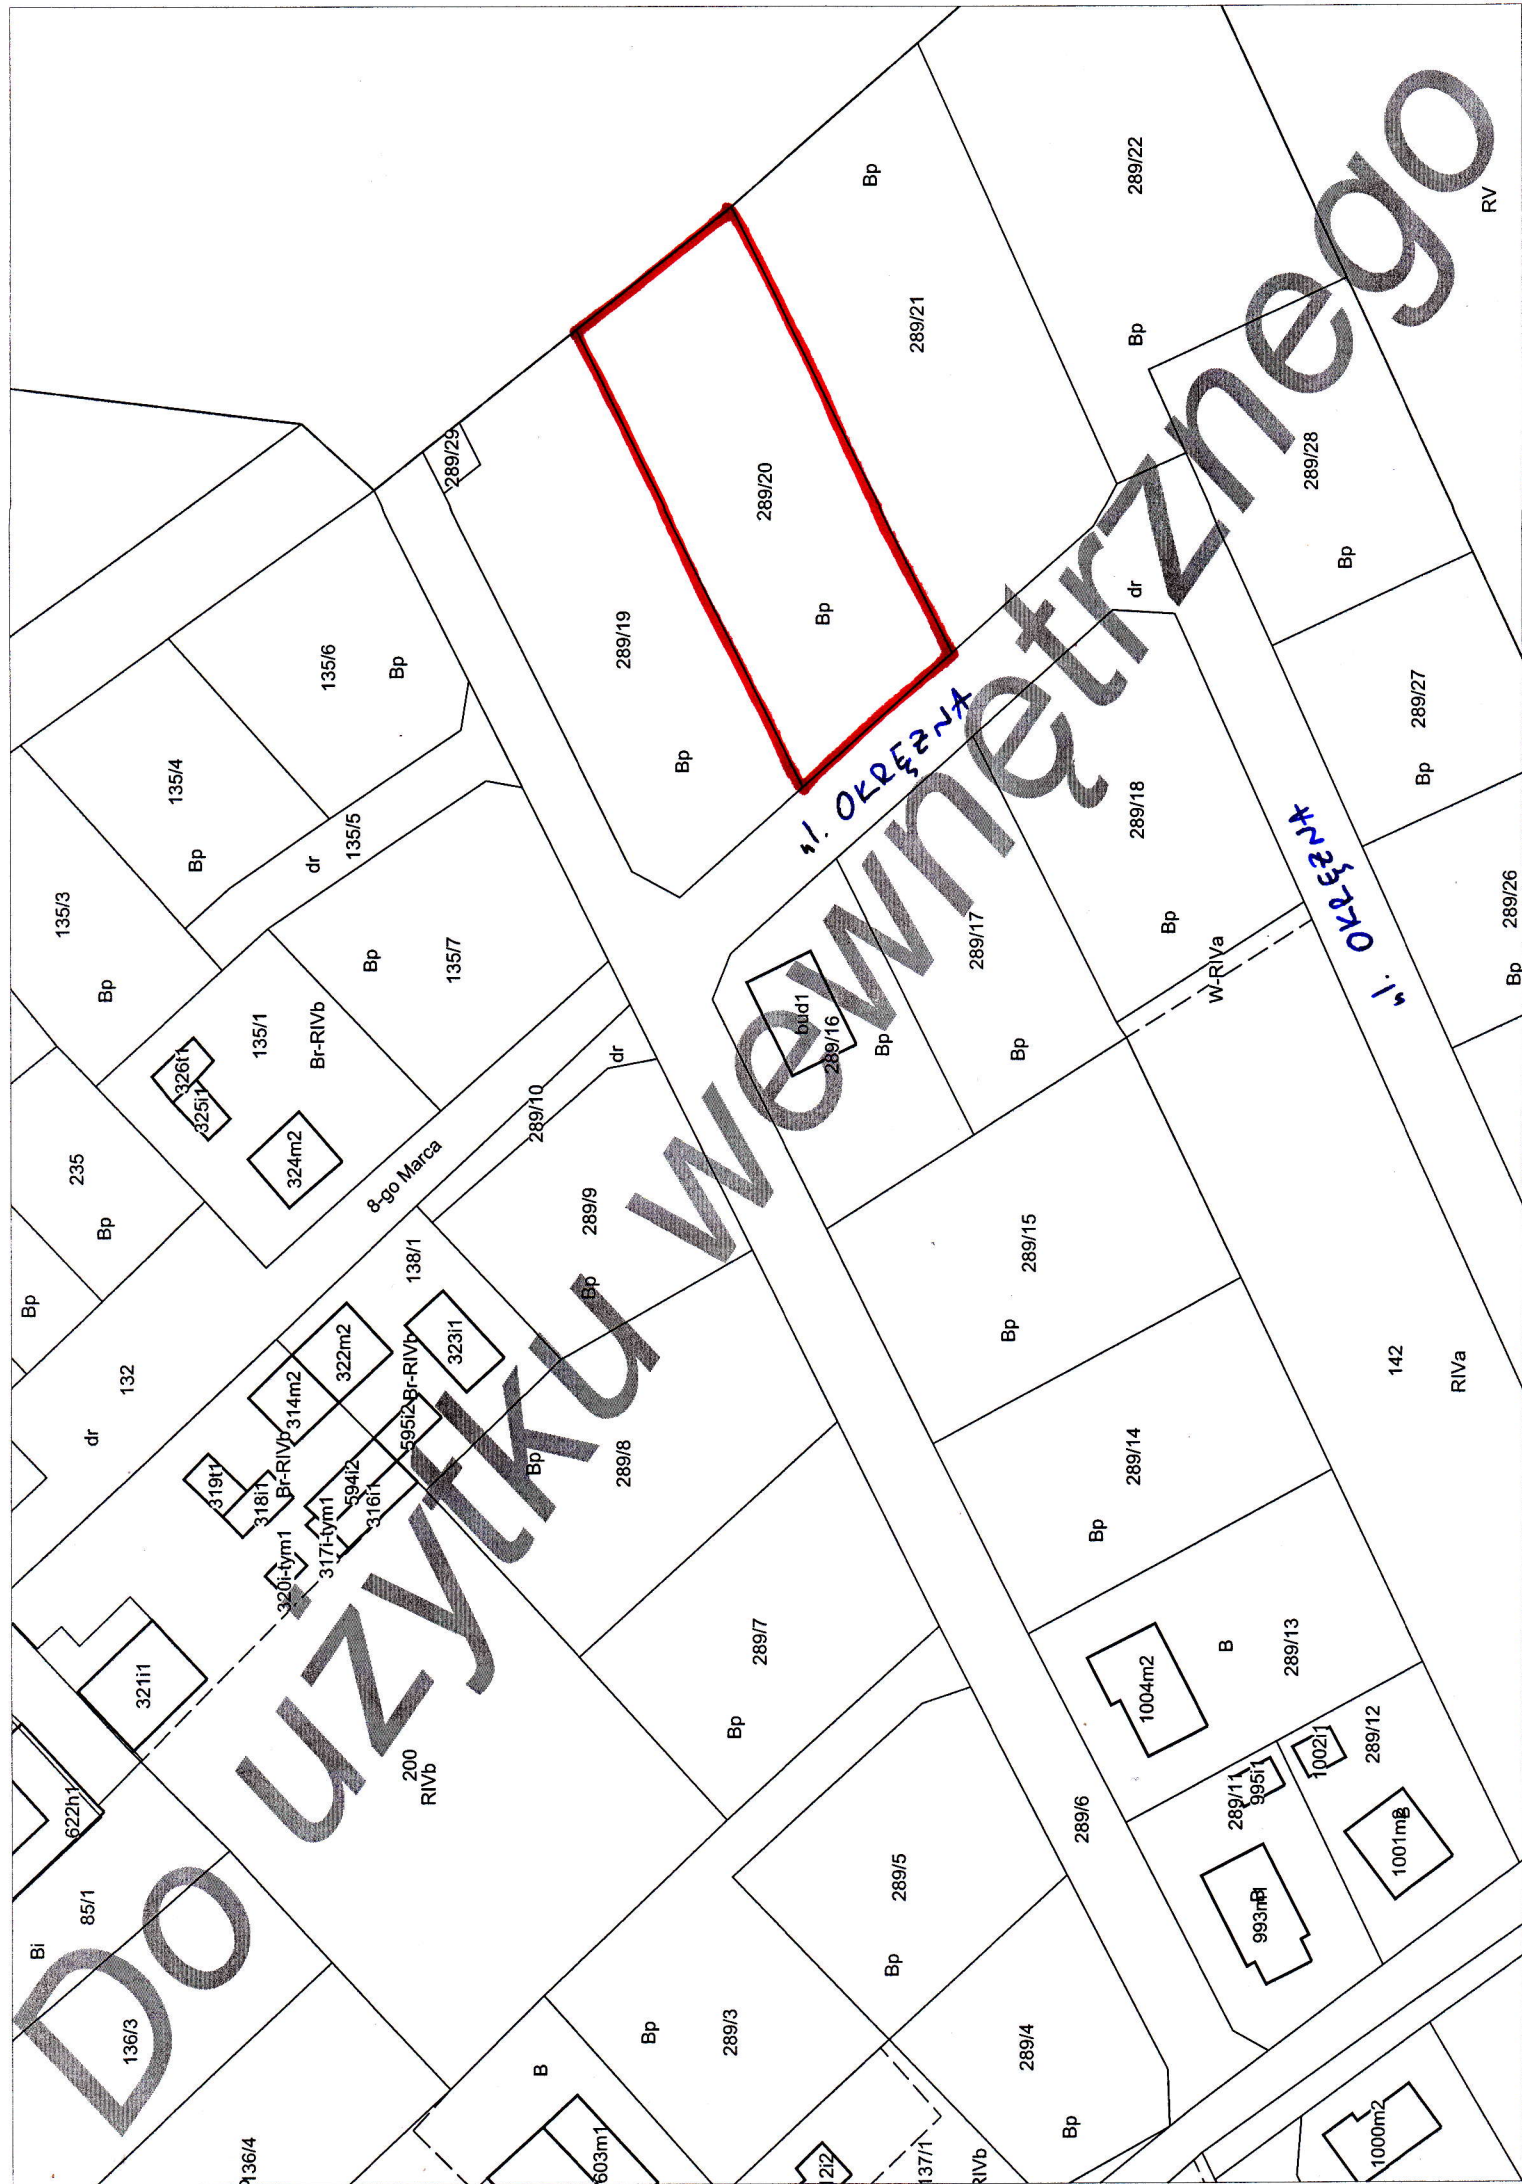 Do użytku wewnętrznego
289/29
289/22
Bp
RV
289/21
Bp
289/20
Bp
289/28
Bp
289/19
Bp
135/6
Bp
135/4
Bp
135/5
dr
dr
ul. OKRĘŻNA
289/27
Bp
289/18
Bp
ul. OKRĘŻNA
135/3
Bp
135/7
Bp
289/17
Bp
289/26
Bp
W-RIVa
bud1
289/16
Bp
326t1
325i1
135/1
Br-RIVb
324m2
235
Bp
8-go Marca
289/10
dr
289/9
Bp
138/1
Bp
132
dr
322m2
314m2
323i1
Br-RIVb
595i2
Br-RIVb
319t1
318i1
594i2
316i1
317i-tym1
320i-tym1
Bp
289/8
289/15
Bp
142
RIVa
289/14
Bp
321i1
289/7
Bp
200
RIVb
1004m2
B
289/13
622h1
289/6
289/11
995i1
1002i1
289/12
85/1
Bi
289/5
Bp
993m1
B
1001m2
B
136/3
Bp
289/3
289/4
Bp
B
136/4
603m1
137/1
RIVb
1000m2